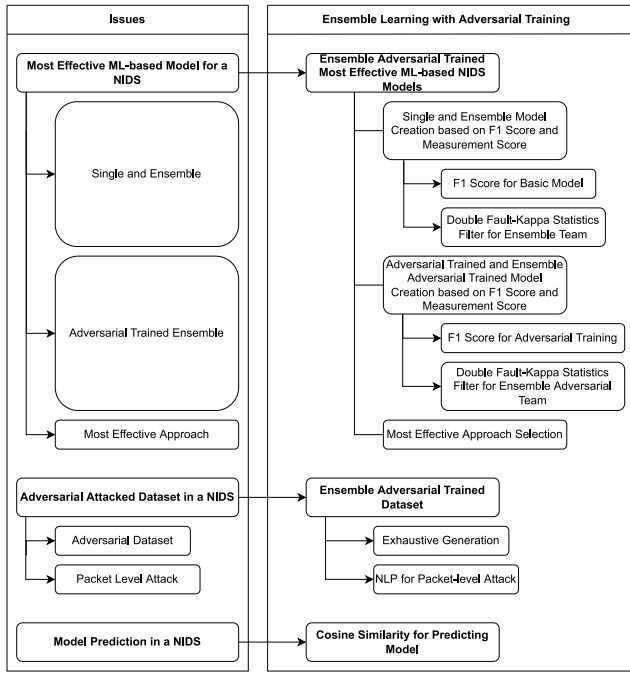 Issues
Most Effective ML-based Model for a
NIDS
Single and Ensemble
Adversarial Trained Ensemble
Most Effective Approach
Adversarial Attacked Dataset in a NIDS
Adversarial Dataset
Packet Level Attack
Model Prediction in a NIDS
Ensemble Learning with Adversarial Training
Ensemble Adversarial Trained
Most Effective ML-based NIDS
Models
Single and Ensemble Model
Creation based on F1 Score and
Measurement Score
F1 Score for Basic Model
Double Fault-Kappa Statistics
Filter for Ensemble Team
Adversarial Trained and Ensemble
Adversarial Trained Model
Creation based on F1 Score and
Measurement Score
F1 Score for Adversarial Training
Double Fault-Kappa Statistics
Filter for Ensemble Adversarial
Team
Most Effective Approach Selection
Ensemble Adversarial Trained
Dataset
Exhaustive Generation
NLP for Packet-level Attack
Cosine Similarity for Predicting
Model